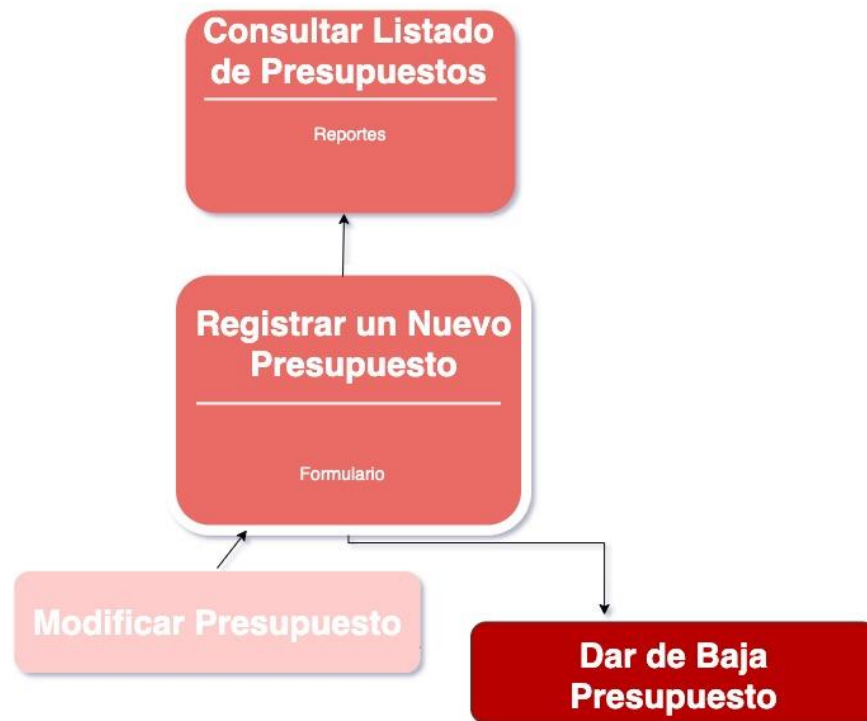 Consultar Listado
de Presupuestos
Reportes
Registrar un Nuevo
Presupuesto
Formulario
Modificar Presupuesto
Dar de Baja
Presupuesto